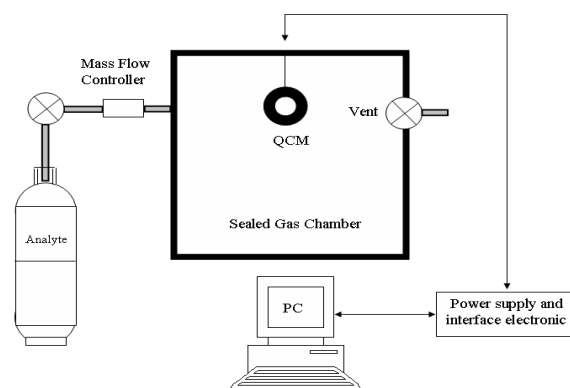 Mass Flow
Controller
Vent
QCM
Analyte
Sealed Gas Chamber
PC
Power supply and
interface electronic